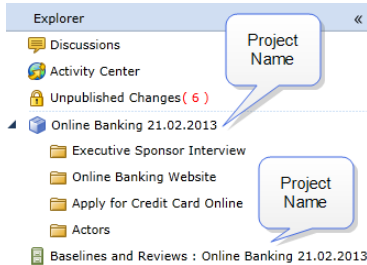 Explorer «
Project
Name
Discussions
Activity Center
Unpublished Changes( 6 )
Online Banking 21.02.2013
Executive Sponsor Interview
Online Banking Website
Project
Name
Apply for Credit Card Online
Actors
Baselines and Reviews : Online Banking 21.02.2013